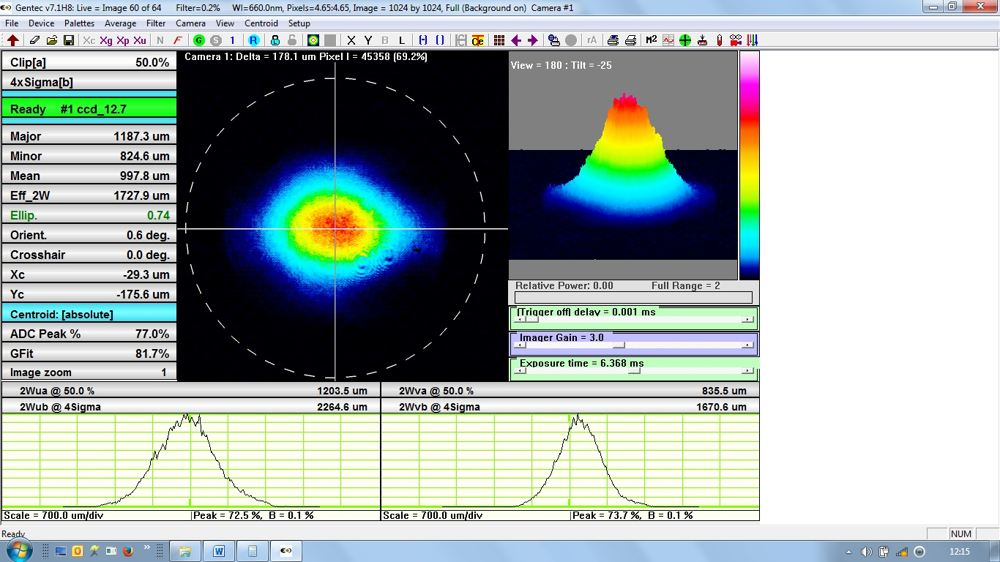 Gentec v7.1H8: Live = Image 60 of 64 Filter=0.2% Wl=660.0nm, Pixels=4.65:4.65, Image = 1024 by 1024, Full (Background on) Camera #1
File Device Palettes Average Filter Camera View Centroid Setup
Xc Xg Xp Xu N F G S 1 R X Y B L rA M2
Clip[a] 50.0%
4xSigma[b]
Ready #1 ccd_12.7
Major 1187.3 um
Minor 824.6 um
Mean 997.8 um
Eff_2W 1727.9 um
Ellip. 0.74
Orient. 0.6 deg.
Crosshair 0.0 deg.
Xc -29.3 um
Yc -175.6 um
Centroid: [absolute]
ADC Peak % 77.0%
GFit 81.7%
Image zoom 1
Camera 1: Delta = 178.1 um Pixel I = 45358 (69.2%)
View = 180 : Tilt = -25
Relative Power: 0.00 Full Range = 2
(Trigger off) delay = 0.001 ms
Imager Gain = 3.0
Exposure time = 6.368 ms
2Wua @ 50.0 % 1203.5 um
2Wub @ 4Sigma 2264.6 um
2Wva @ 50.0 % 835.5 um
2Wvb @ 4Sigma 1670.6 um
Scale = 700.0 um/div Peak = 72.5 %, B = 0.1 %
Scale = 700.0 um/div Peak = 73.7 %, B = 0.1 %
Ready NUM
12:15